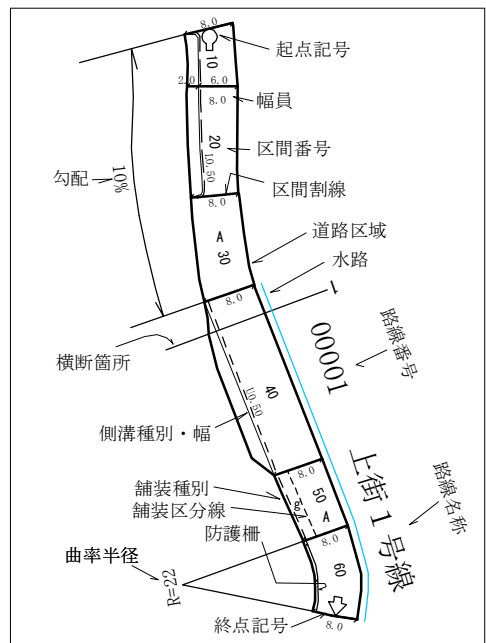 8.0
起点記号
10
2.0 6.0
8.0
幅員
20
区間番号
L0.50
勾配
10%
区間割線
8.0
A
30
道路区域
水路
8.0
1
横断箇所
00001
路線番号
40
U0.50
側溝種別・幅
8.0
上街1号線
路線名称
舗装種別
50
A
舗装区分線
防護柵
8.0
60
曲率半径
R=22
終点記号
8.0